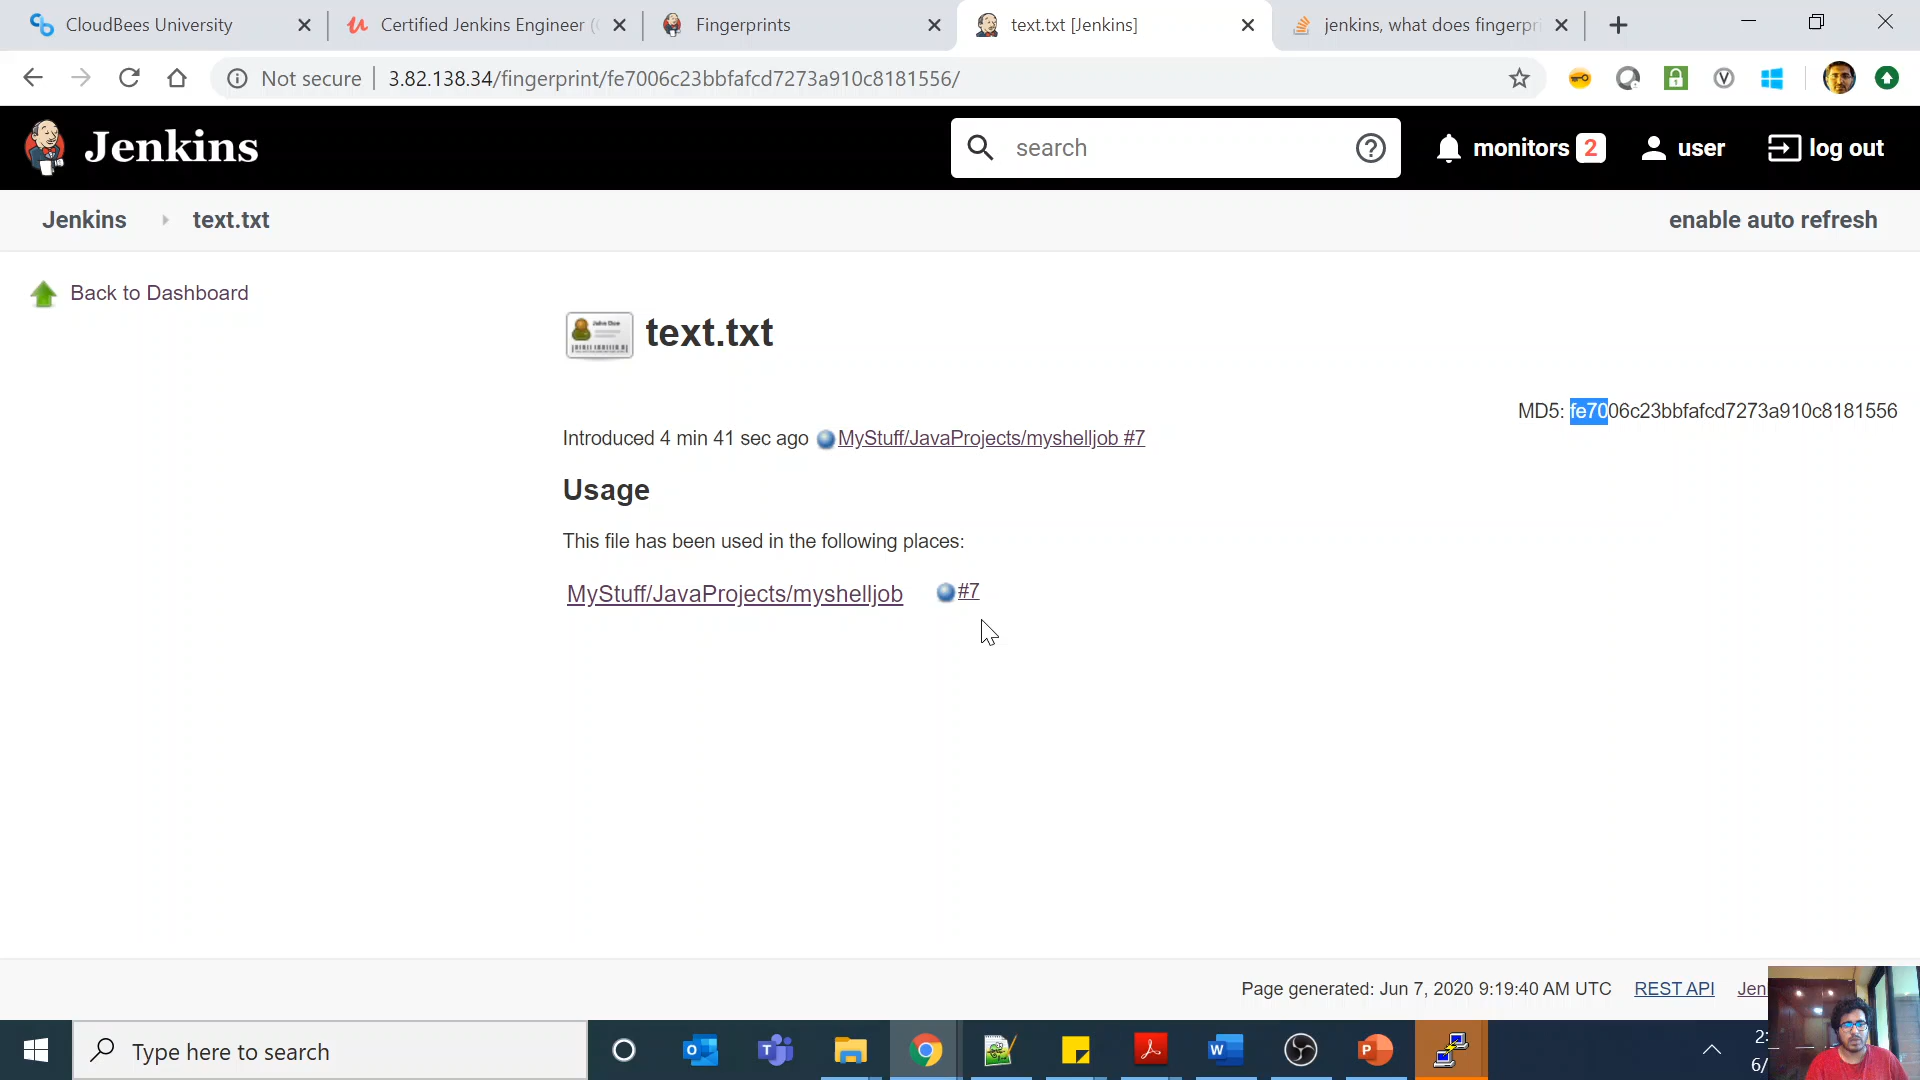 CloudBees University
Certified Jenkins Engineer (
Fingerprints
text.txt [Jenkins]
jenkins, what does fingerpri
Not secure
3.82.138.34/fingerprint/fe7006c23bbfafcd7273a910c8181556/
Jenkins
search
monitors 2
user
log out
Jenkins
text.txt
enable auto refresh
Back to Dashboard
text.txt
MD5: fe7006c23bbfafcd7273a910c8181556
Introduced 4 min 41 sec ago MyStuff/JavaProjects/myshelljob #7
Usage
This file has been used in the following places:
MyStuff/JavaProjects/myshelljob #7
Page generated: Jun 7, 2020 9:19:40 AM UTC REST API Jen
Type here to search
2:
6/